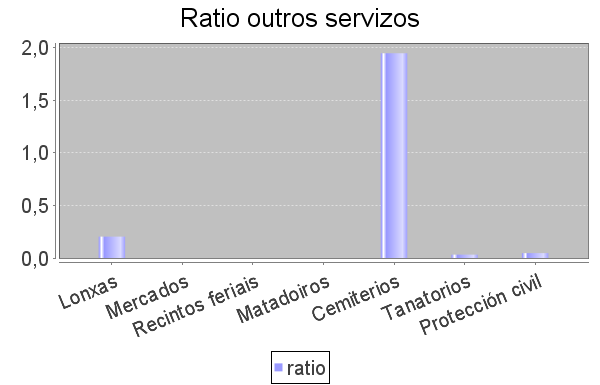 Ratio outros servizos
2,0
1,5
1,0
0,5
0,0
Lonxas
Mercados
Recintos feriais
Matadoiros
Cemiterios
Tanatorios
Protección civil
ratio